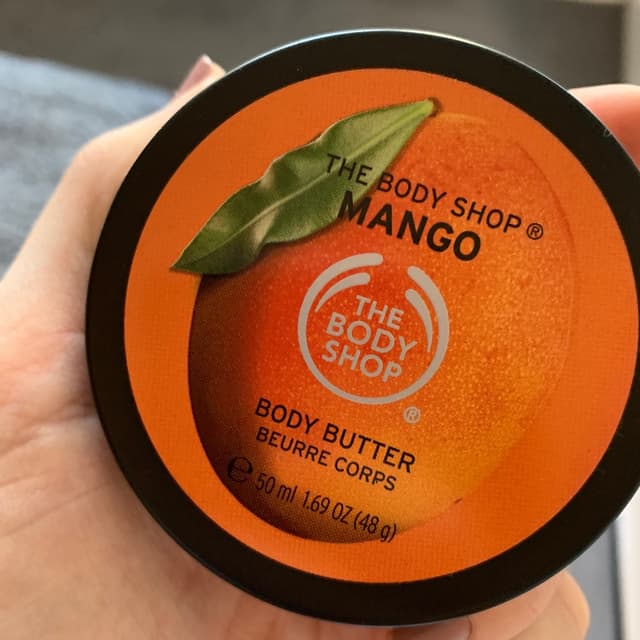 THE BODY SHOP®
MANGO
THE
BODY
SHOP
®
BODY BUTTER
BEURRE CORPS
℮ 50 ml 1.69 OZ (48 g)